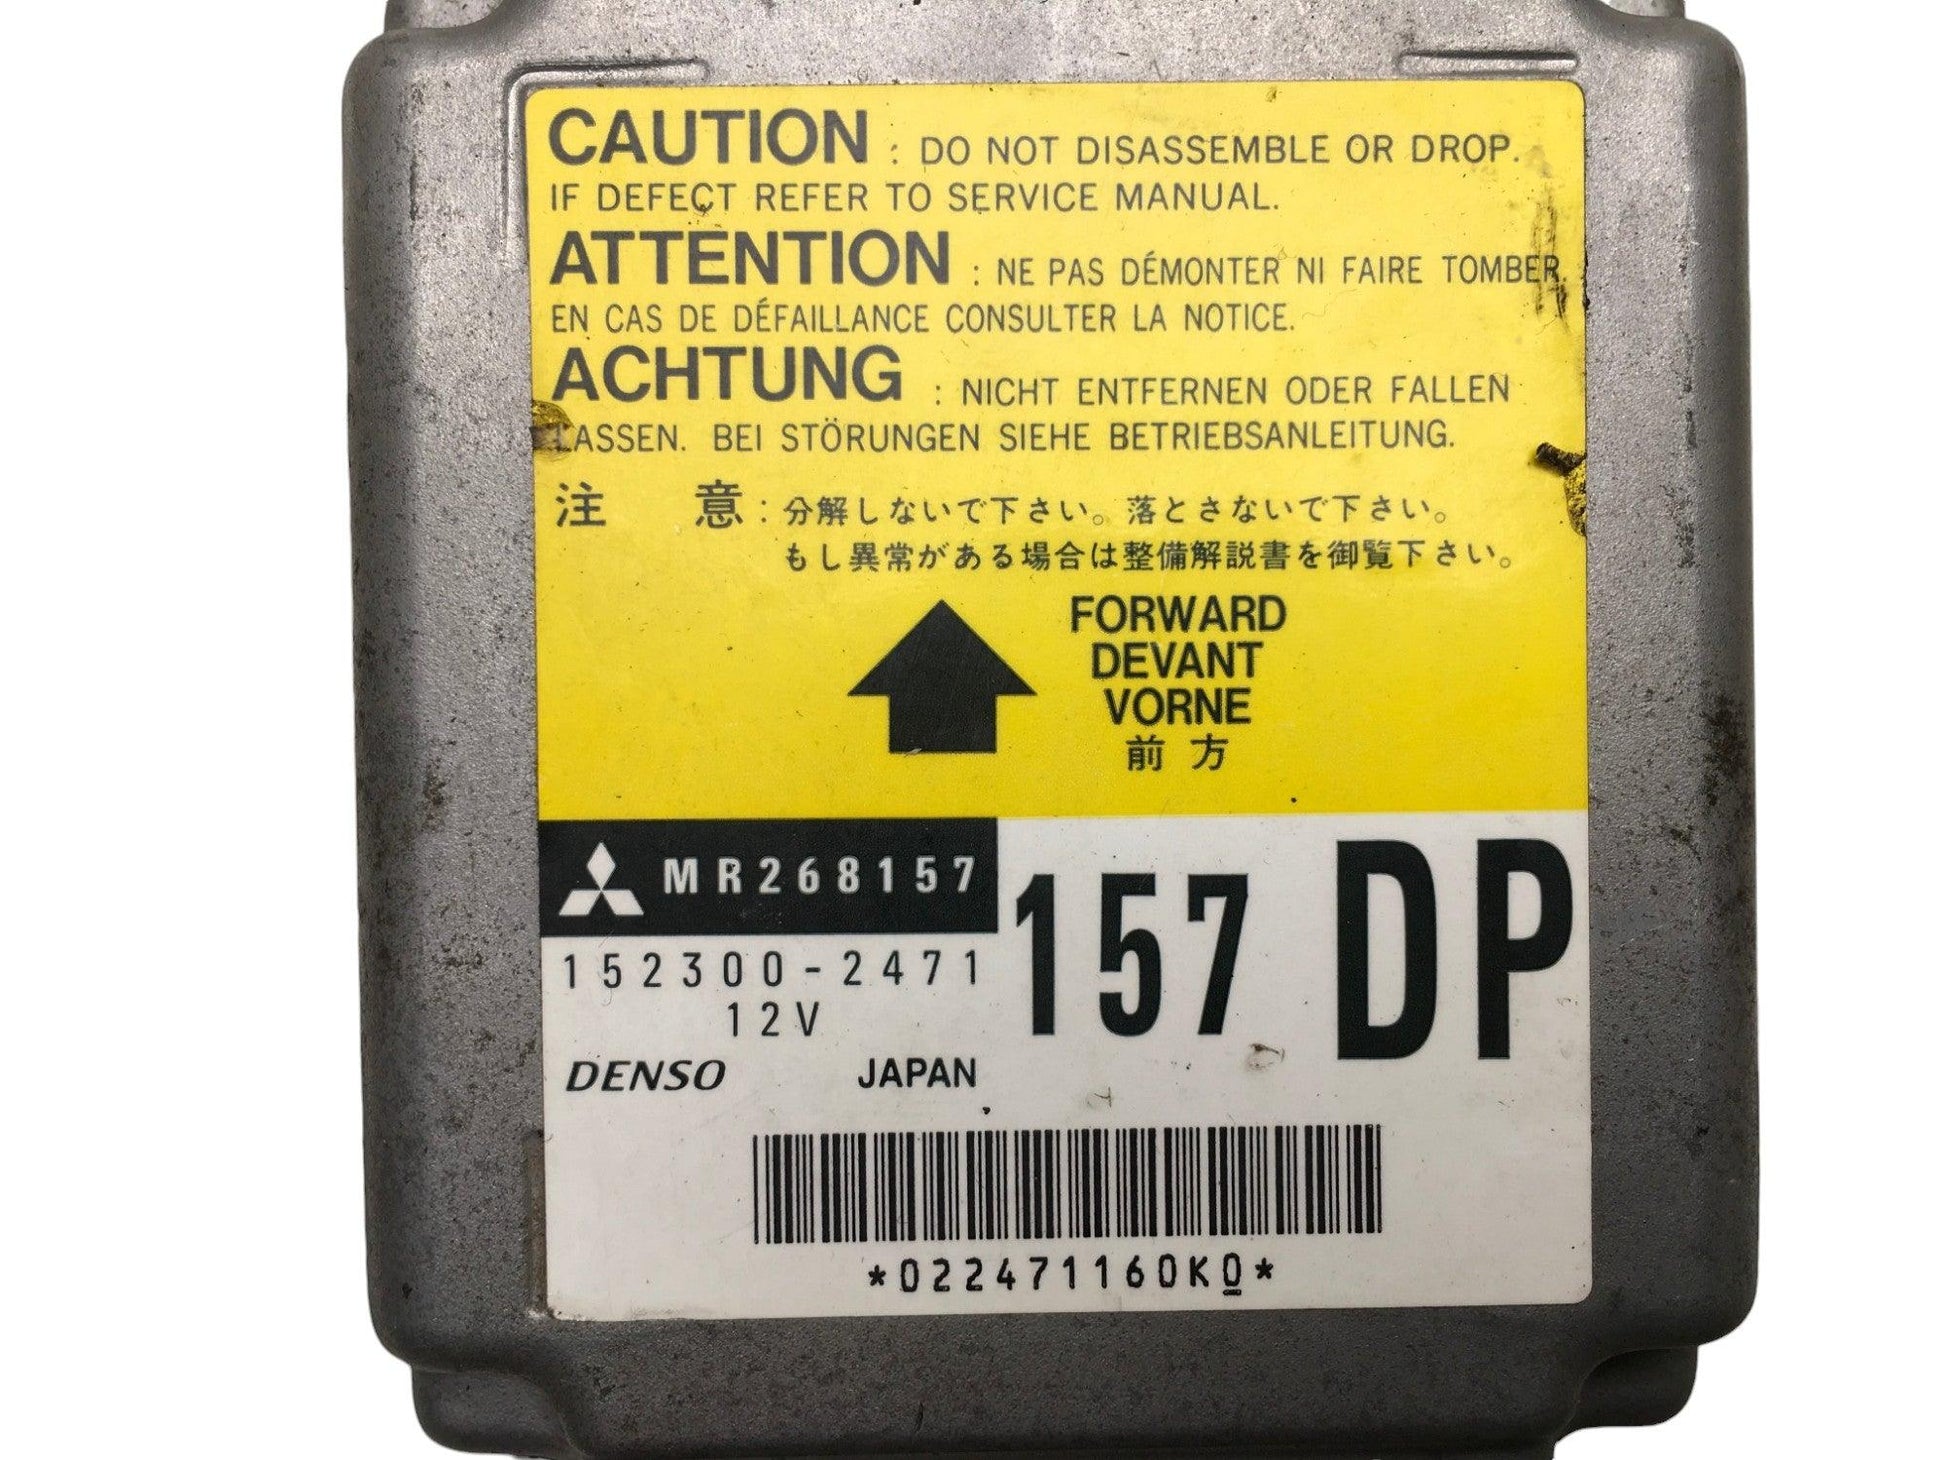 CAUTION : DO NOT DISASSEMBLE OR DROP.
IF DEFECT REFER TO SERVICE MANUAL.
ATTENTION : NE PAS DÉMONTER NI FAIRE TOMBER.
EN CAS DE DÉFAILLANCE CONSULTER LA NOTICE.
ACHTUNG : NICHT ENTFERNEN ODER FALLEN
LASSEN. BEI STÖRUNGEN SIEHE BETRIEBSANLEITUNG.
注 意 : 分解しないで下さい。落とさないで下さい。
もし異常がある場合は整備解説書を御覧下さい。
FORWARD
DEVANT
VORNE
前方
MR268157
157 DP
152300-2471
12V
DENSO JAPAN
*022471160K0*